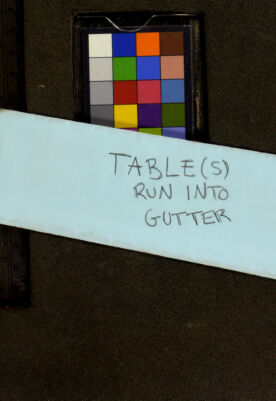 TABLE(S)
RUN INTO
GUTTER